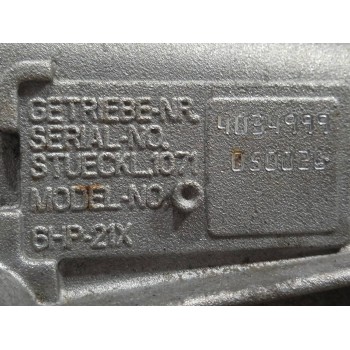 GETRIEBE-NR.
SERIAL-NO.
STUECKL.1071
MODEL-NO.
6HP-21X
4034999
050026